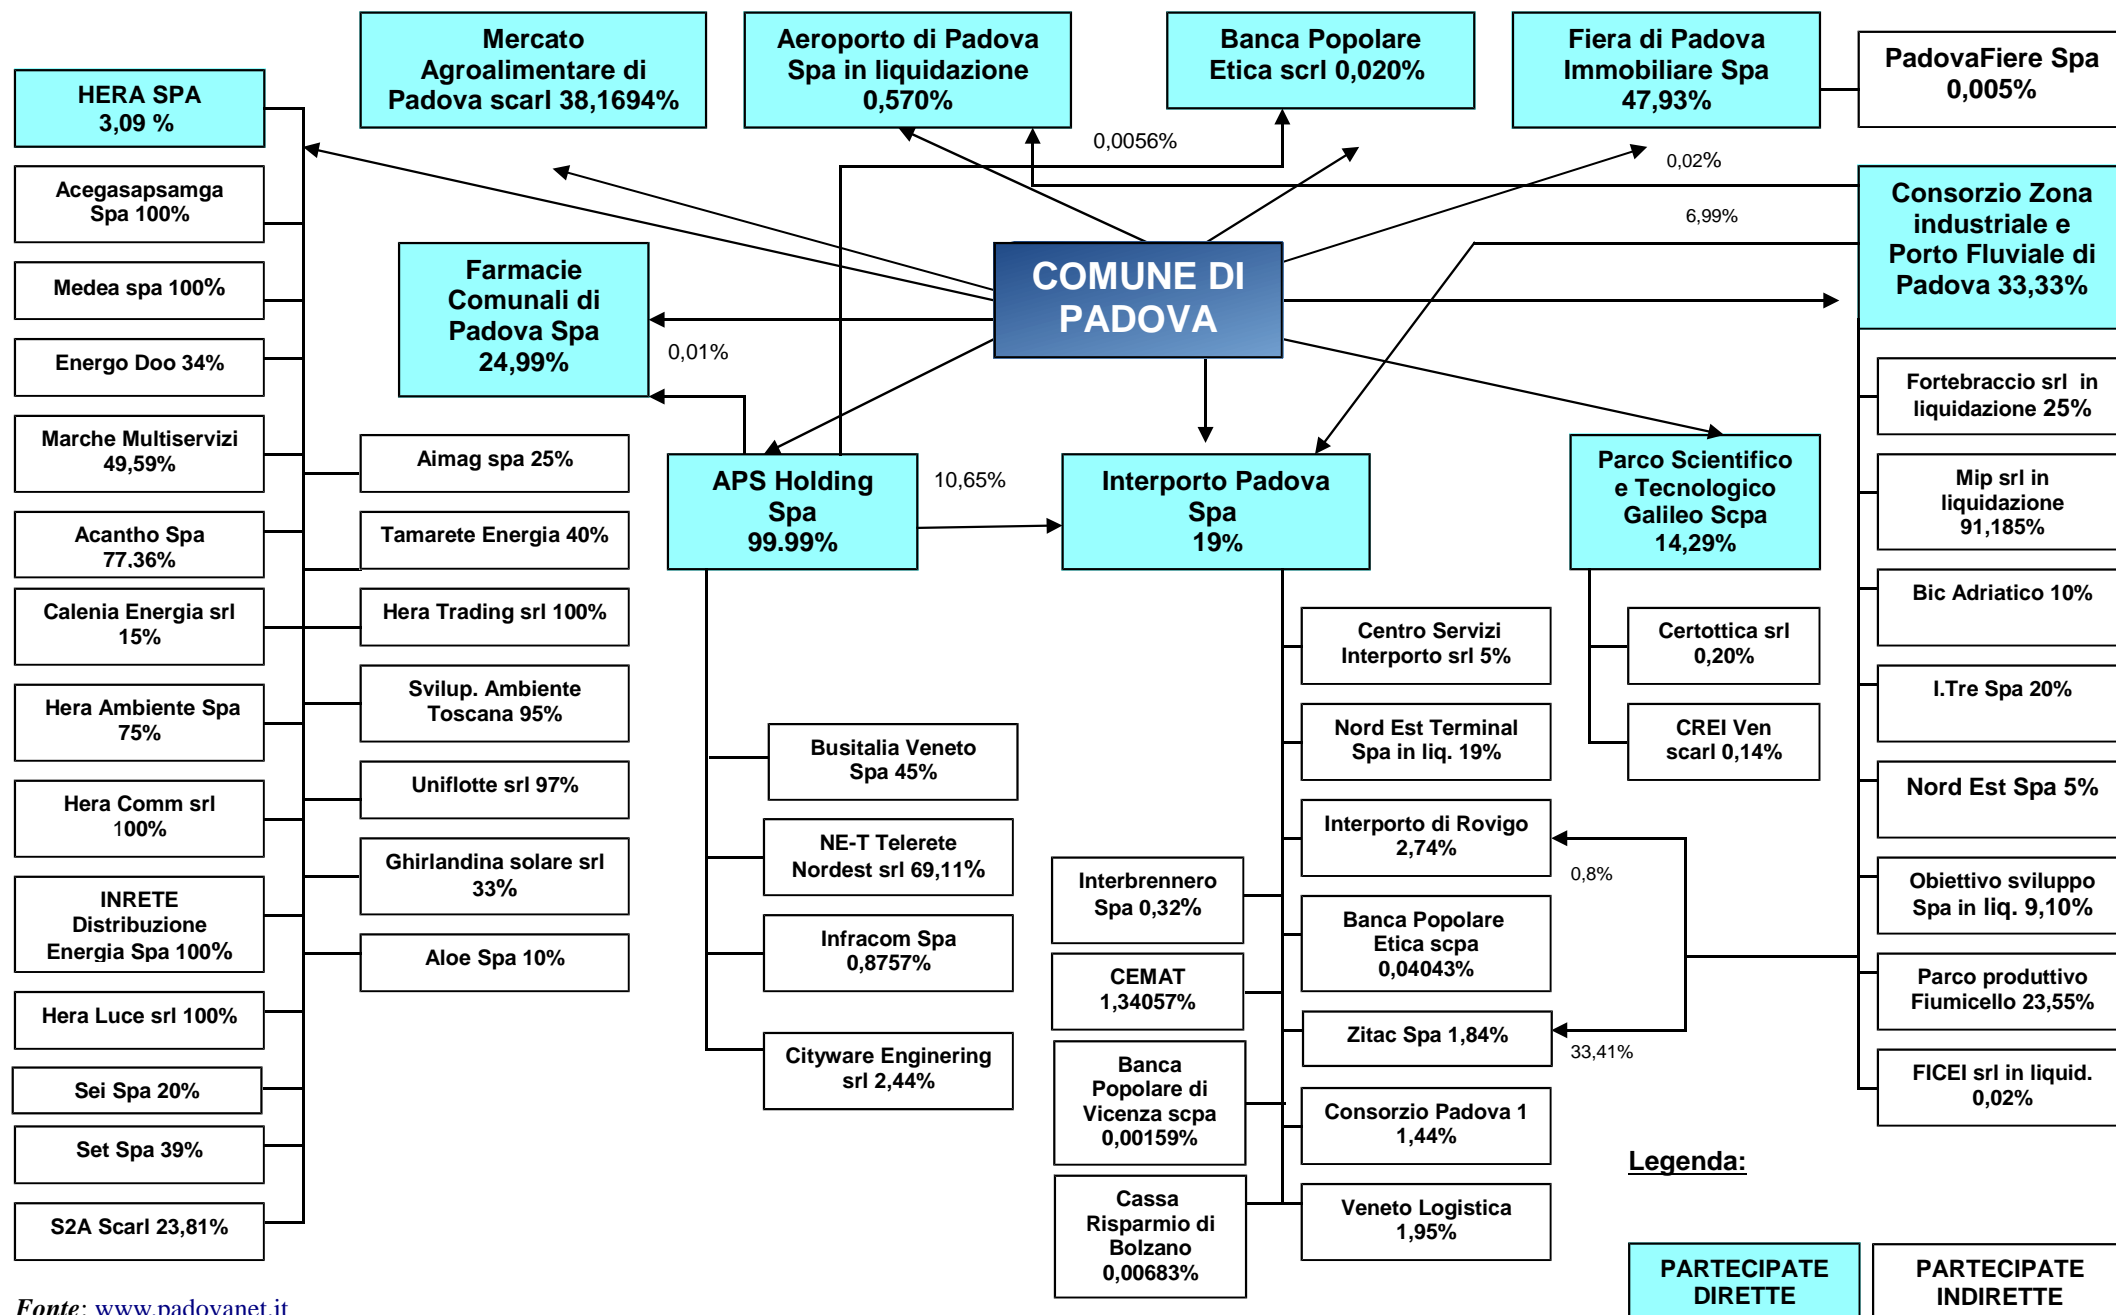 Mercato
Agroalimentare di
Padova scarl 38,1694%
Aeroporto di Padova
Spa in liquidazione
0,570%
Banca Popolare
Etica scrl 0,020%
Fiera di Padova
Immobiliare Spa
47,93%
PadovaFiere Spa
0,005%
HERA SPA
3,09 %
0,0056%
0,02%
6,99%
Acegasapsamga
Spa 100%
Medea spa 100%
Energo Doo 34%
Marche Multiservizi
49,59%
Acantho Spa
77,36%
Calenia Energia srl
15%
Hera Ambiente Spa
75%
Hera Comm srl
100%
INRETE
Distribuzione
Energia Spa 100%
Hera Luce srl 100%
Sei Spa 20%
Set Spa 39%
S2A Scarl 23,81%
Aimag spa 25%
Tamarete Energia 40%
Hera Trading srl 100%
Svilup. Ambiente
Toscana 95%
Uniflotte srl 97%
Ghirlandina solare srl
33%
Aloe Spa 10%
Farmacie
Comunali di
Padova Spa
24,99%
0,01%
COMUNE DI
PADOVA
Consorzio Zona
industriale e
Porto Fluviale di
Padova 33,33%
APS Holding
Spa
99.99%
10,65%
Interporto Padova
Spa
19%
Parco Scientifico
e Tecnologico
Galileo Scpa
14,29%
Busitalia Veneto
Spa 45%
NE-T Telerete
Nordest srl 69,11%
Infracom Spa
0,8757%
Cityware Enginering
srl 2,44%
Interbrennero
Spa 0,32%
CEMAT
1,34057%
Banca
Popolare di
Vicenza scpa
0,00159%
Cassa
Risparmio di
Bolzano
0,00683%
Centro Servizi
Interporto srl 5%
Nord Est Terminal
Spa in liq. 19%
Interporto di Rovigo
2,74%
Banca Popolare
Etica scpa
0,04043%
Zitac Spa 1,84%
Consorzio Padova 1
1,44%
Veneto Logistica
1,95%
0,8%
33,41%
Certottica srl
0,20%
CREI Ven
scarl 0,14%
Fortebraccio srl in
liquidazione 25%
Mip srl in
liquidazione
91,185%
Bic Adriatico 10%
I.Tre Spa 20%
Nord Est Spa 5%
Obiettivo sviluppo
Spa in liq. 9,10%
Parco produttivo
Fiumicello 23,55%
FICEI srl in liquid.
0,02%
Legenda:
PARTECIPATE
DIRETTE
PARTECIPATE
INDIRETTE
Fonte: www.padovanet.it